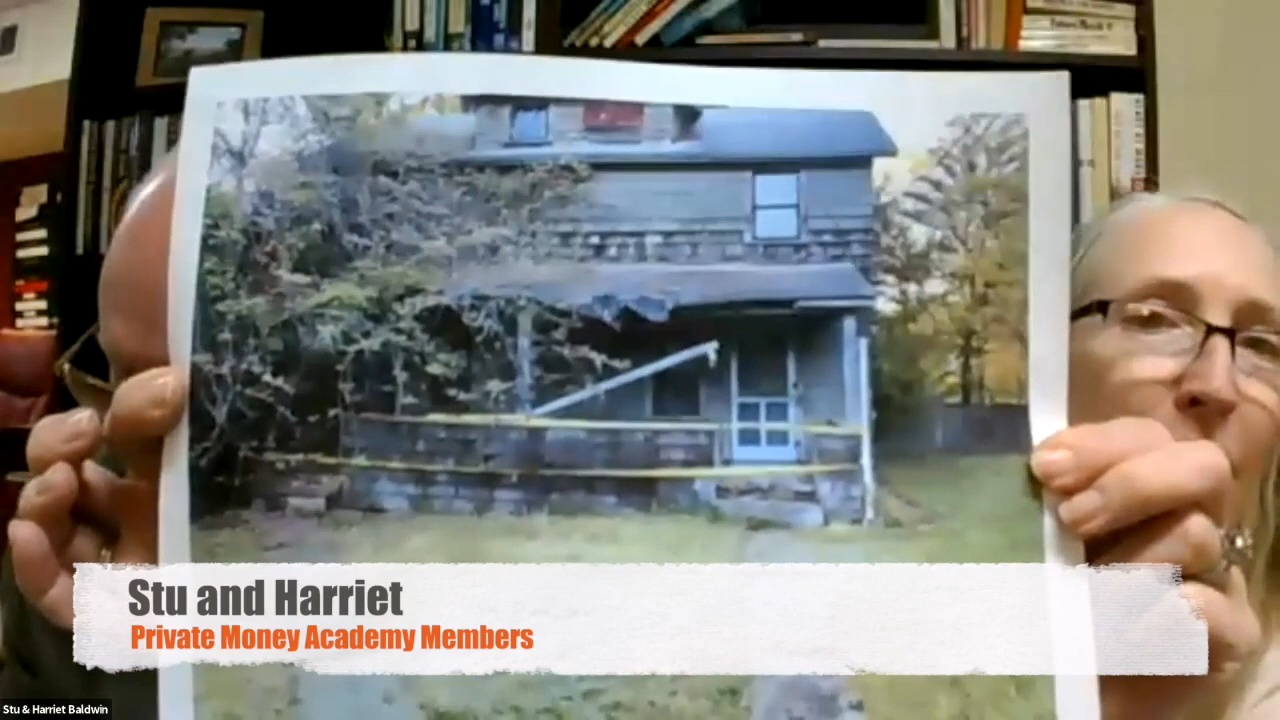 Stu and Harriet
Private Money Academy Members
Stu & Harriet Baldwin